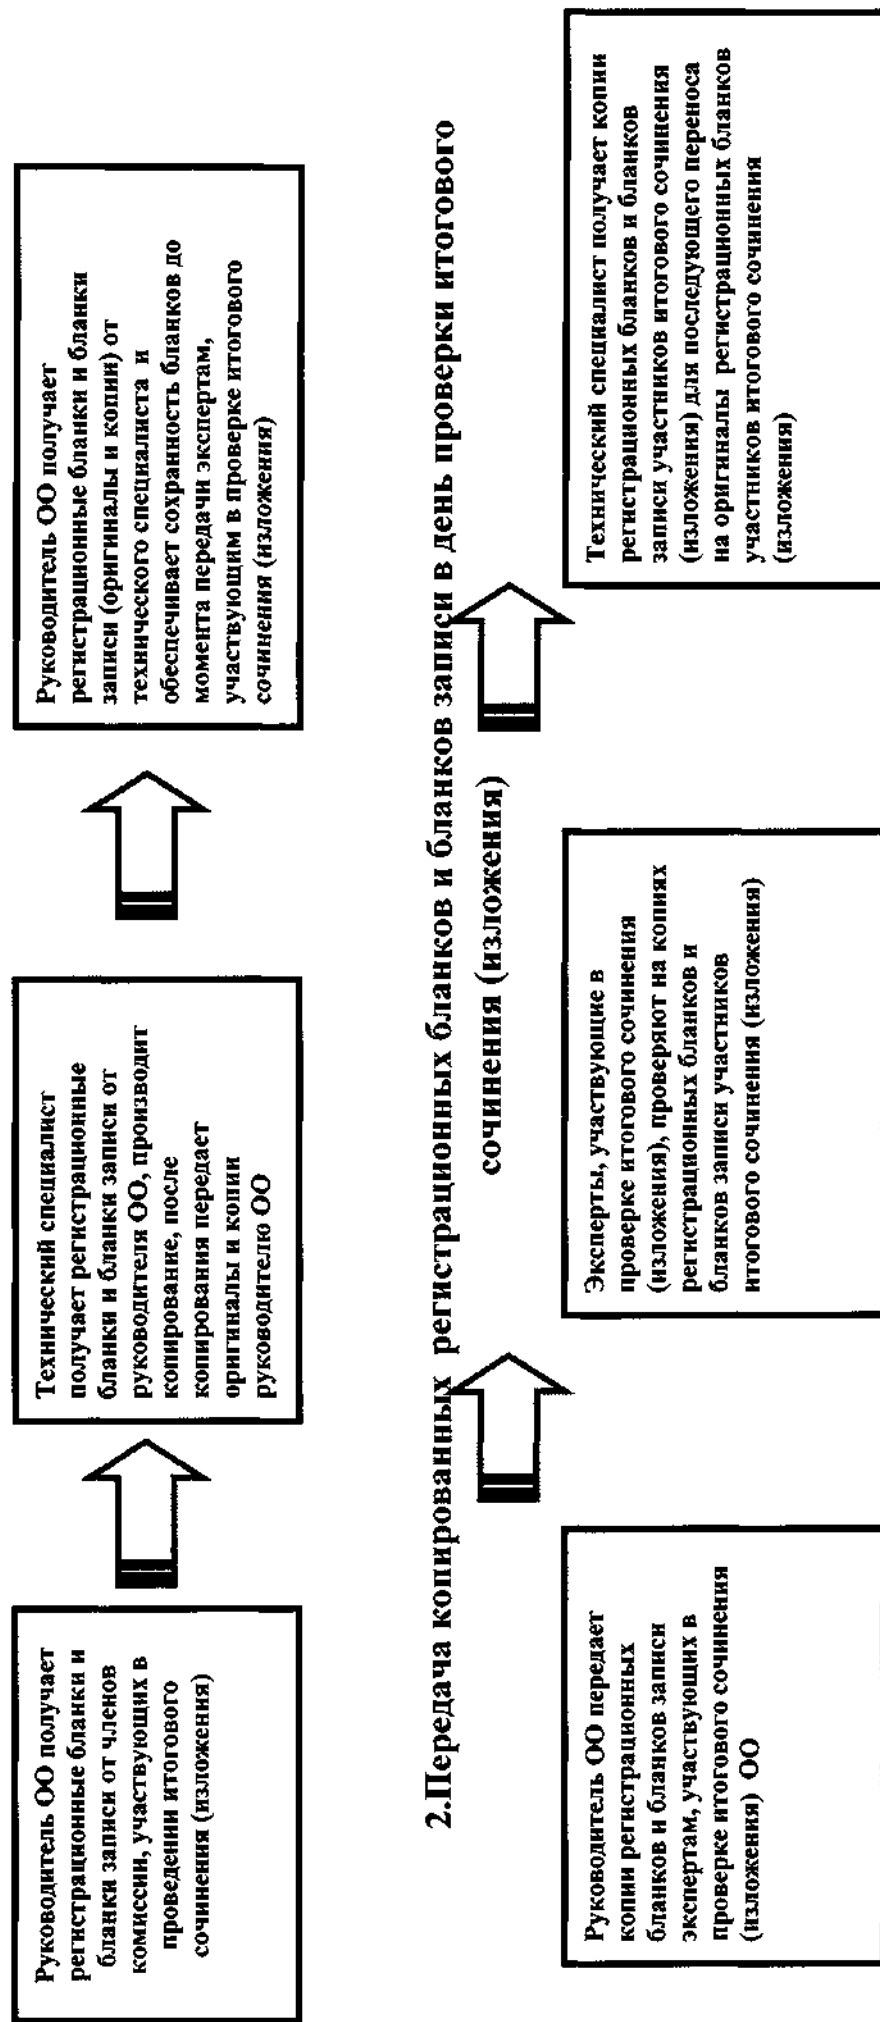 Руководитель ОО получает
регистрационные бланки и
бланки записи от членов
комиссии, участвующих в
проведении итогового
сочинения (изложения)
Технический специалист
получает регистрационные
бланки и бланки записи от
руководителя ОО, производит
копирование, после
копирования передает
оригиналы и копии
руководителю ОО
Руководитель ОО получает
регистрационные бланки и бланки
записи (оригиналы и копии) от
технического специалиста и
обеспечивает сохранность бланков до
момента передачи экспертам,
участвующим в проверке итогового
сочинения (изложения)
2.Передача копированных регистрационных бланков и бланков записи в день проверки итогового
сочинения (изложения)
Руководитель ОО передает
копии регистрационных
бланков и бланков записи
экспертам, участвующих в
проверке итогового сочинения
(изложения) ОО
Эксперты, участвующие в
проверке итогового сочинения
(изложения), проверяют на копиях
регистрационных бланков и
бланков записи участников
итогового сочинения (изложения)
Технический специалист получает копии
регистрационных бланков и бланков
записи участников итогового сочинения
(изложения) для последующего переноса
на оригиналы регистрационных бланков
участников итогового сочинения
(изложения)